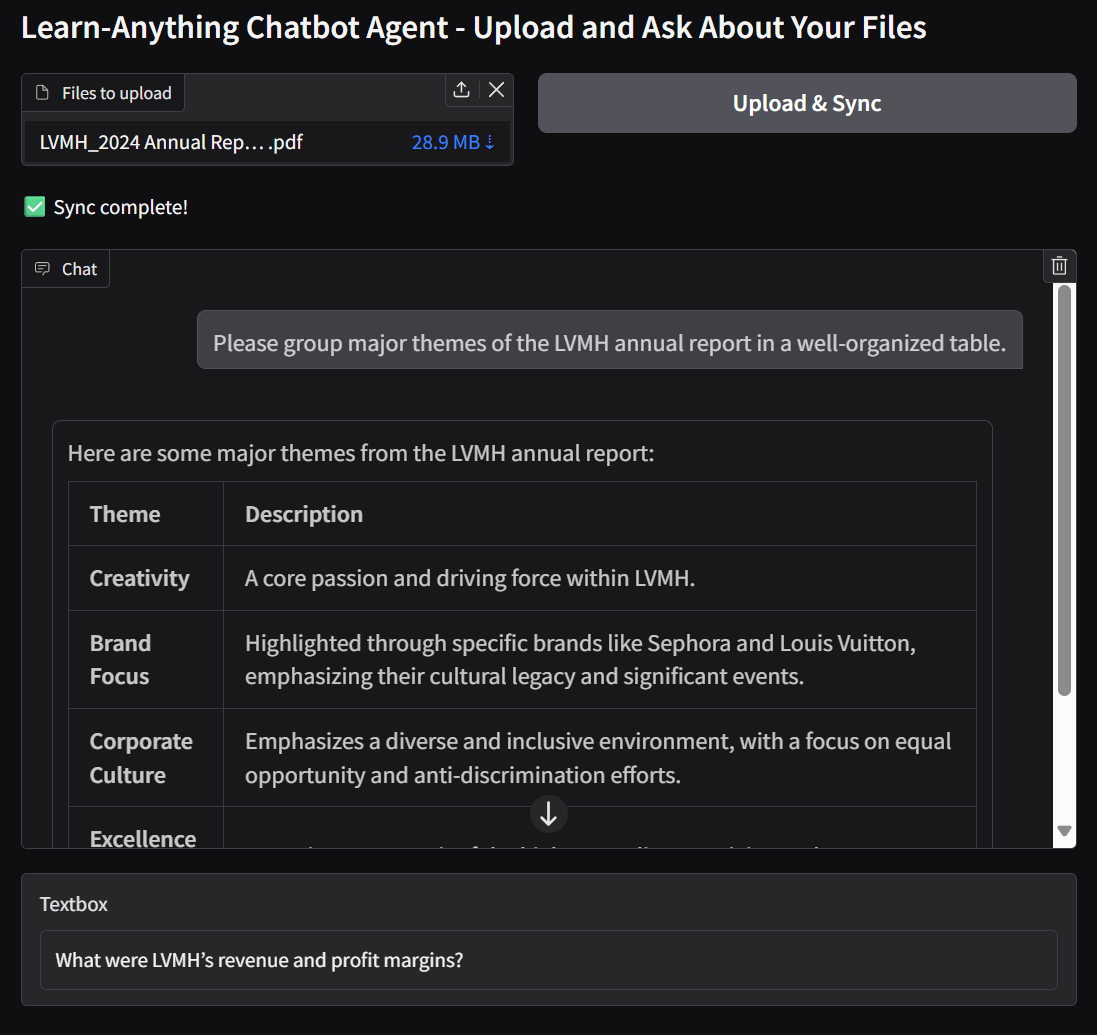 Learn-Anything Chatbot Agent - Upload and Ask About Your Files
Files to upload
Upload & Sync
LVMH_2024 Annual Rep... .pdf
28.9 MB ⇣
✅ Sync complete!
Chat
Please group major themes of the LVMH annual report in a well-organized table.
Here are some major themes from the LVMH annual report:
Theme
Description
Creativity
A core passion and driving force within LVMH.
Brand
Focus
Highlighted through specific brands like Sephora and Louis Vuitton,
emphasizing their cultural legacy and significant events.
Corporate
Culture
Emphasizes a diverse and inclusive environment, with a focus on equal
opportunity and anti-discrimination efforts.
Excellence
Textbox
What were LVMH’s revenue and profit margins?